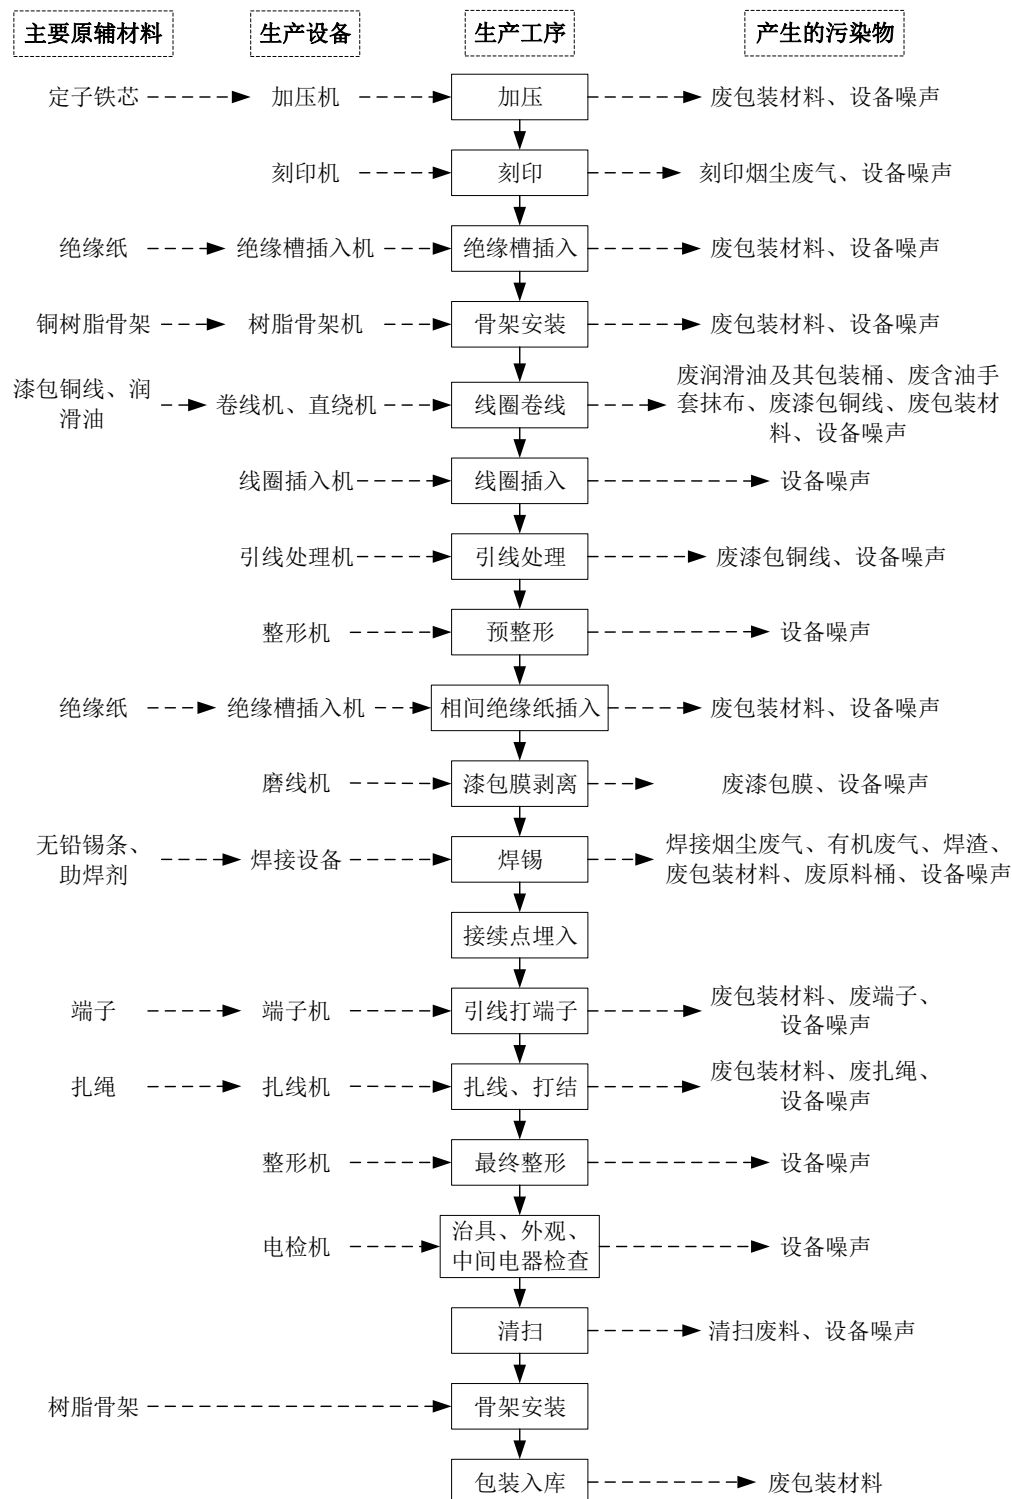 主要原辅材料 生产设备 生产工序 产生的污染物
定子铁芯 加压机 加压 废包装材料、设备噪声
刻印机 刻印 刻印烟尘废气、设备噪声
绝缘纸 绝缘槽插入机 绝缘槽插入 废包装材料、设备噪声
铜树脂骨架 树脂骨架机 骨架安装 废包装材料、设备噪声
漆包铜线、润
滑油
卷线机、直绕机 线圈卷线
废润滑油及其包装桶、废含油手
套抹布、废漆包铜线、废包装材
料、设备噪声
线圈插入机 线圈插入 设备噪声
引线处理机 引线处理 废漆包铜线、设备噪声
整形机 预整形 设备噪声
绝缘纸 绝缘槽插入机 相间绝缘纸插入 废包装材料、设备噪声
磨线机 漆包膜剥离 废漆包膜、设备噪声
无铅锡条、
助焊剂
焊接设备 焊锡
焊接烟尘废气、有机废气、焊渣、
废包装材料、废原料桶、设备噪声
接续点埋入
端子 端子机 引线打端子
废包装材料、废端子、
设备噪声
扎绳 扎线机 扎线、打结
废包装材料、废扎绳、
设备噪声
整形机 最终整形 设备噪声
电检机
治具、外观、
中间电器检查
设备噪声
清扫 清扫废料、设备噪声
树脂骨架 骨架安装
包装入库 废包装材料